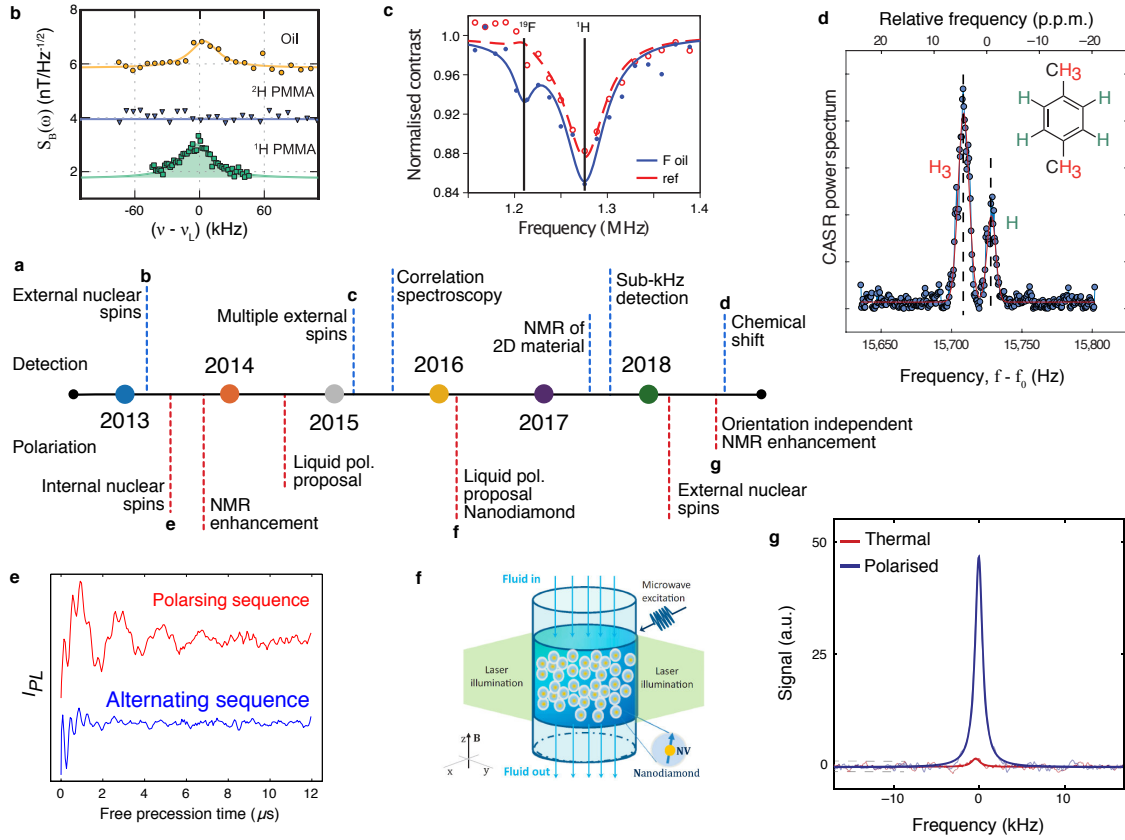 b
8
6
4
2
S_B(ω) (nT/Hz^-1/2)
Oil
²H PMMA
¹H PMMA
-60
0
60
(ν - ν_L) (kHz)
c
¹⁹F
¹H
1.0
0.96
0.92
0.88
0.84
Normalised contrast
F oil
ref
1.2
1.3
1.4
Frequency (MHz)
d
Relative frequency (p.p.m.)
20
10
0
-10
-20
CASR power spectrum
H3
H
CH3
H
H
H
H
CH3
15,650
15,700
15,750
15,800
Frequency, f - f₀ (Hz)
a
External nuclear
spins
b
Multiple external
spins
c
Correlation
spectroscopy
NMR of
2D material
Sub-kHz
detection
d
Chemical
shift
Detection
2013
2014
2015
2016
2017
2018
Polariation
Internal nuclear
spins
e
NMR
enhancement
Liquid pol.
proposal
Liquid pol.
proposal
Nanodiamond
f
g
External nuclear
spins
Orientation independent
NMR enhancement
e
Polarsing sequence
Alternating sequence
I_PL
0
2
4
6
8
10
12
Free precession time (μs)
f
Fluid in
Microwave
excitation
Laser
illumination
Laser
illumination
z
B
x
y
Fluid out
NV
Nanodiamond
g
Thermal
Polarised
50
25
0
Signal (a.u.)
−10
0
10
Frequency (kHz)